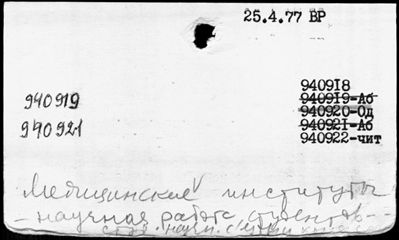 25.4.77 ВР
940918
940919-Аб
940920-Од
940921-Аб
940922-чит
940919
940921
Медицинские институты
- научная работа студентов -